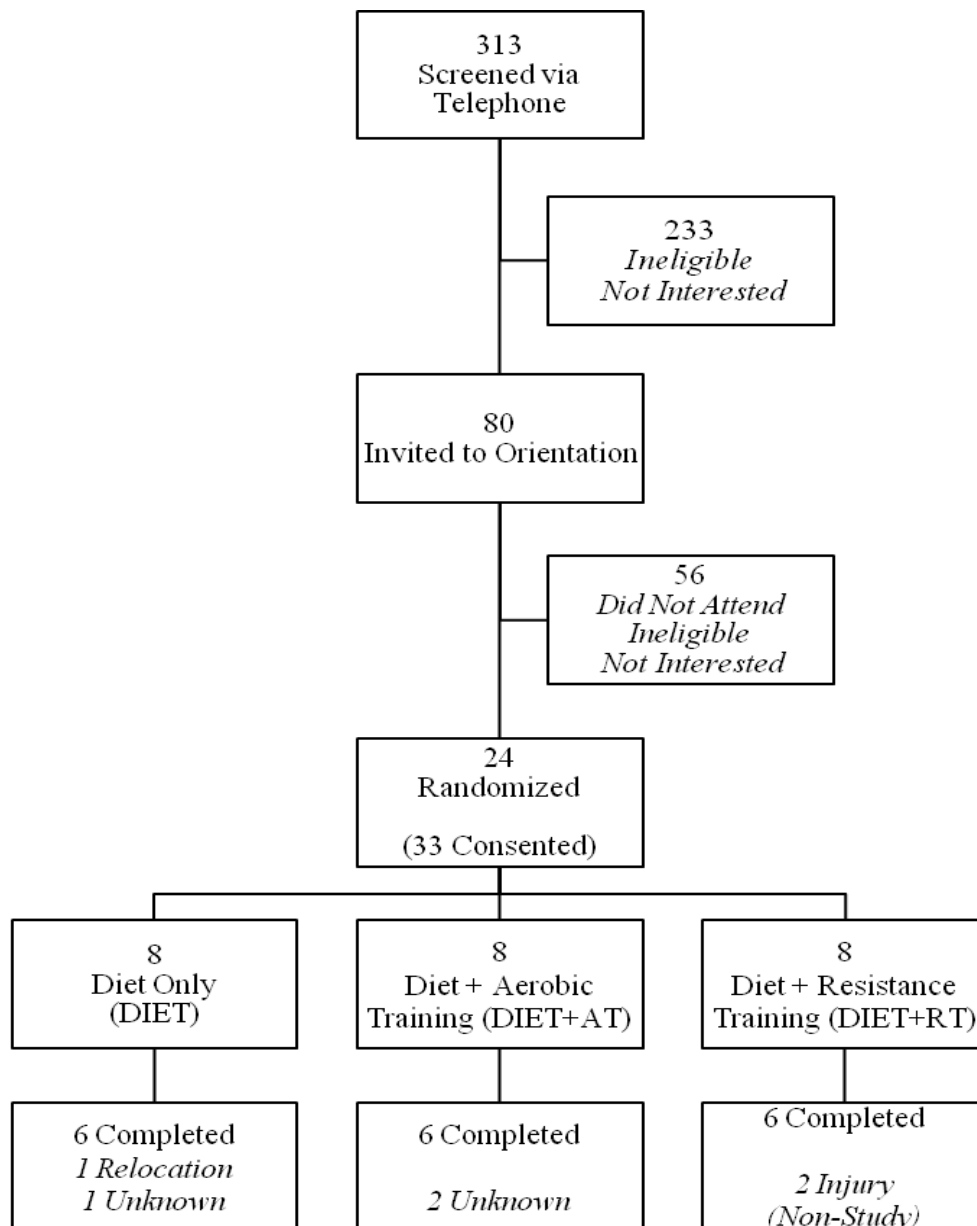 313
Screened via
Telephone
233
Ineligible
Not Interested
80
Invited to Orientation
56
Did Not Attend
Ineligible
Not Interested
24
Randomized
(33 Consented)
8
Diet Only
(DIET)
8
Diet + Aerobic
Training (DIET+AT)
8
Diet + Resistance
Training (DIET+RT)
6 Completed
1 Relocation
1 Unknown
6 Completed
2 Unknown
6 Completed
2 Injury
(Non-Study)